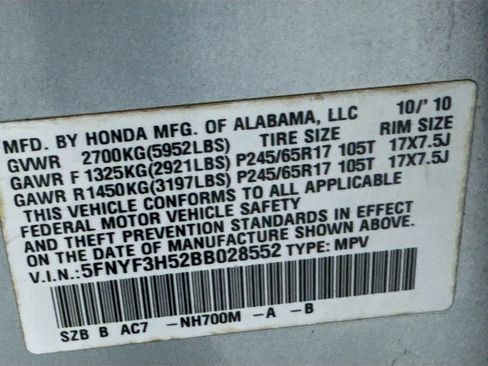 MFD. BY HONDA MFG. OF ALABAMA, LLC 10/'10
GVWR 2700KG(5952LBS) TIRE SIZE RIM SIZE
GAWR F 1325KG(2921LBS) P245/65R17 105T 17X7.5J
GAWR R1450KG(3197LBS) P245/65R17 105T 17X7.5J
THIS VEHICLE CONFORMS TO ALL APPLICABLE
FEDERAL MOTOR VEHICLE SAFETY
AND THEFT PREVENTION STANDARDS IN EFFECT
ON THE DATE OF MANUFACTURE SHOWN ABOVE.
V.I.N.:5FNYF3H52BB028552 TYPE: MPV
SZB B AC7 -NH700M -A -B